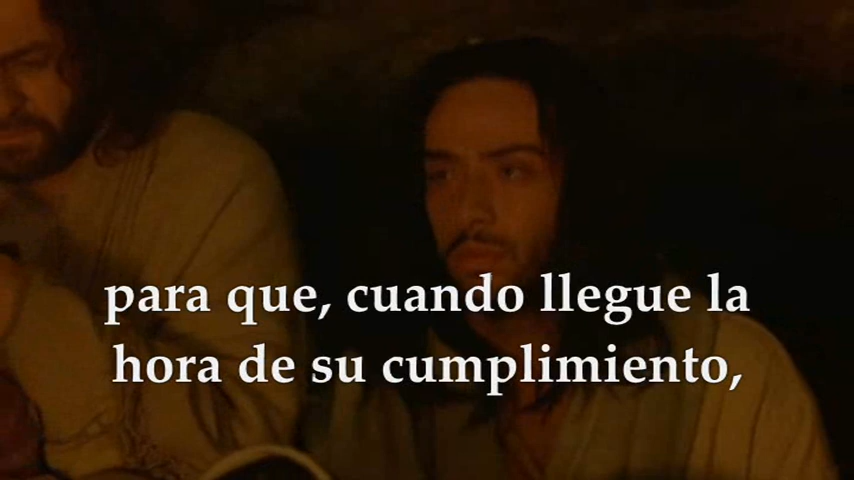 para que, cuando llegue la
hora de su cumplimiento,